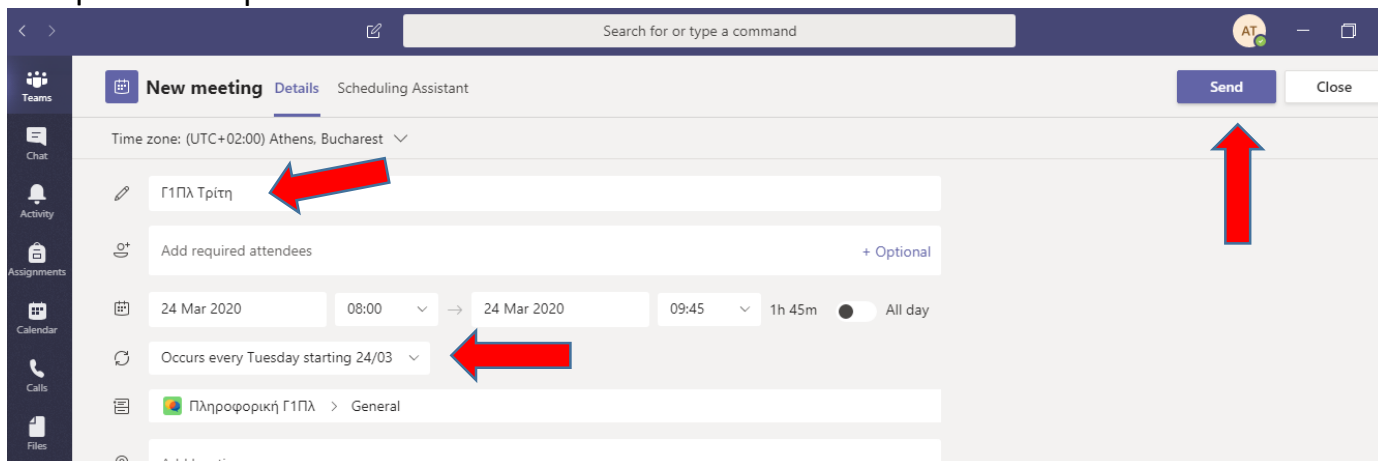 Search for or type a command
AT
Teams
New meeting Details Scheduling Assistant
Send
Close
Time zone: (UTC+02:00) Athens, Bucharest
Chat
Γ1Πλ Τρίτη
Activity
Add required attendees
+ Optional
Assignments
24 Mar 2020 08:00 → 24 Mar 2020 09:45 1h 45m All day
Calendar
Occurs every Tuesday starting 24/03
Calls
Πληροφορική Γ1Πλ > General
Files